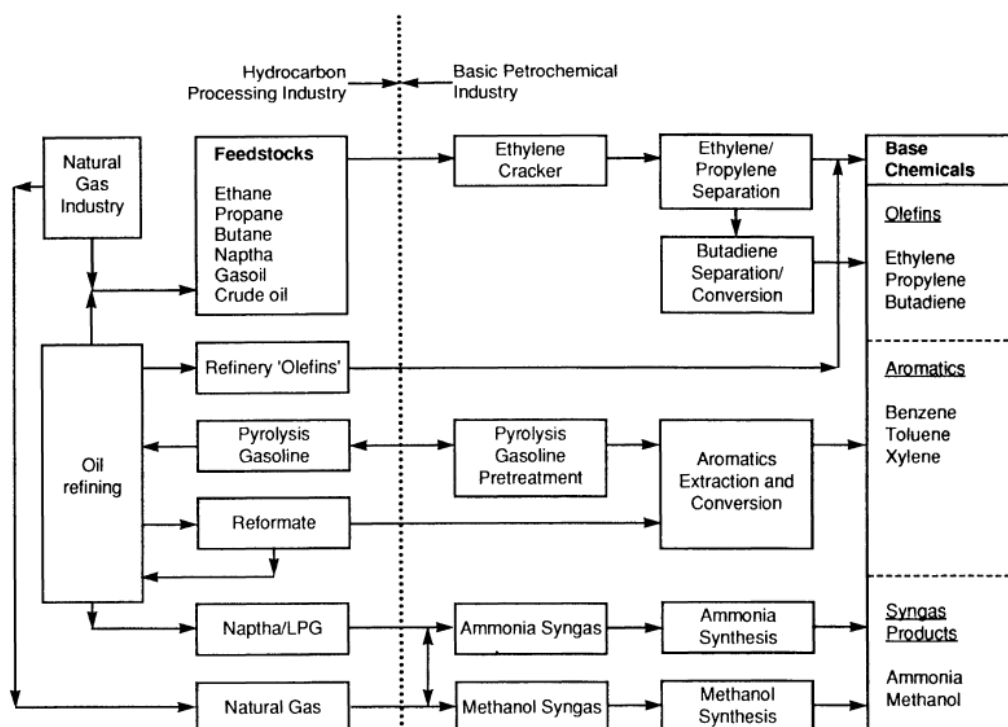 Hydrocarbon
Processing Industry
Basic Petrochemical
Industry
Natural
Gas
Industry
Feedstocks
Ethane
Propane
Butane
Naptha
Gasoil
Crude oil
Ethylene
Cracker
Ethylene/
Propylene
Separation
Butadiene
Separation/
Conversion
Base
Chemicals
Olefins
Ethylene
Propylene
Butadiene
Oil
refining
Refinery 'Olefins'
Pyrolysis
Gasoline
Pyrolysis
Gasoline
Pretreatment
Aromatics
Extraction and
Conversion
Aromatics
Benzene
Toluene
Xylene
Reformate
Naptha/LPG
Ammonia Syngas
Ammonia
Synthesis
Syngas
Products
Ammonia
Methanol
Natural Gas
Methanol Syngas
Methanol
Synthesis